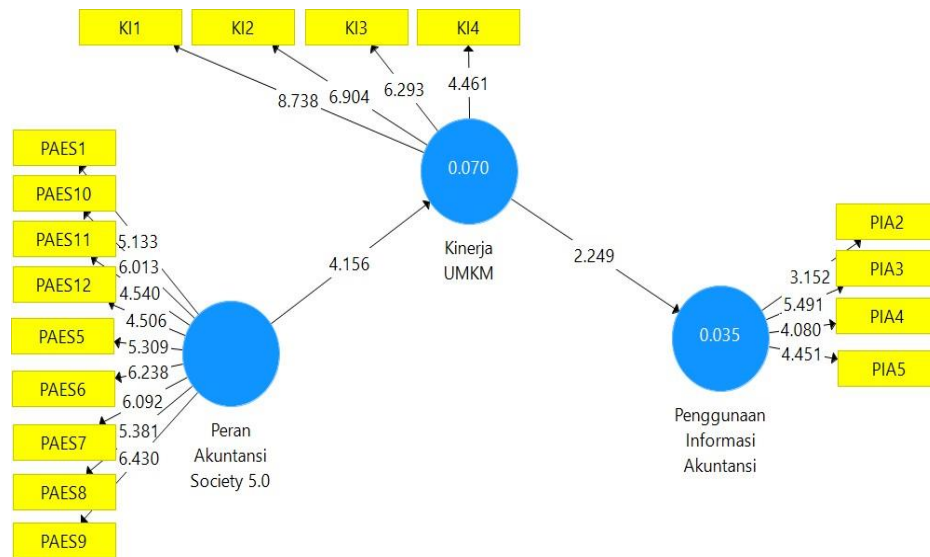 KI1
KI2
KI3
KI4
8.738
6.904
6.293
4.461
0.070
Kinerja
UMKM
PAES1
PAES10
PAES11
PAES12
PAES5
PAES6
PAES7
PAES8
PAES9
5.133
6.013
4.540
4.506
5.309
6.238
6.092
5.381
6.430
Peran
Akuntansi
Society 5.0
4.156
2.249
0.035
Penggunaan
Informasi
Akuntansi
3.152
5.491
4.080
4.451
PIA2
PIA3
PIA4
PIA5